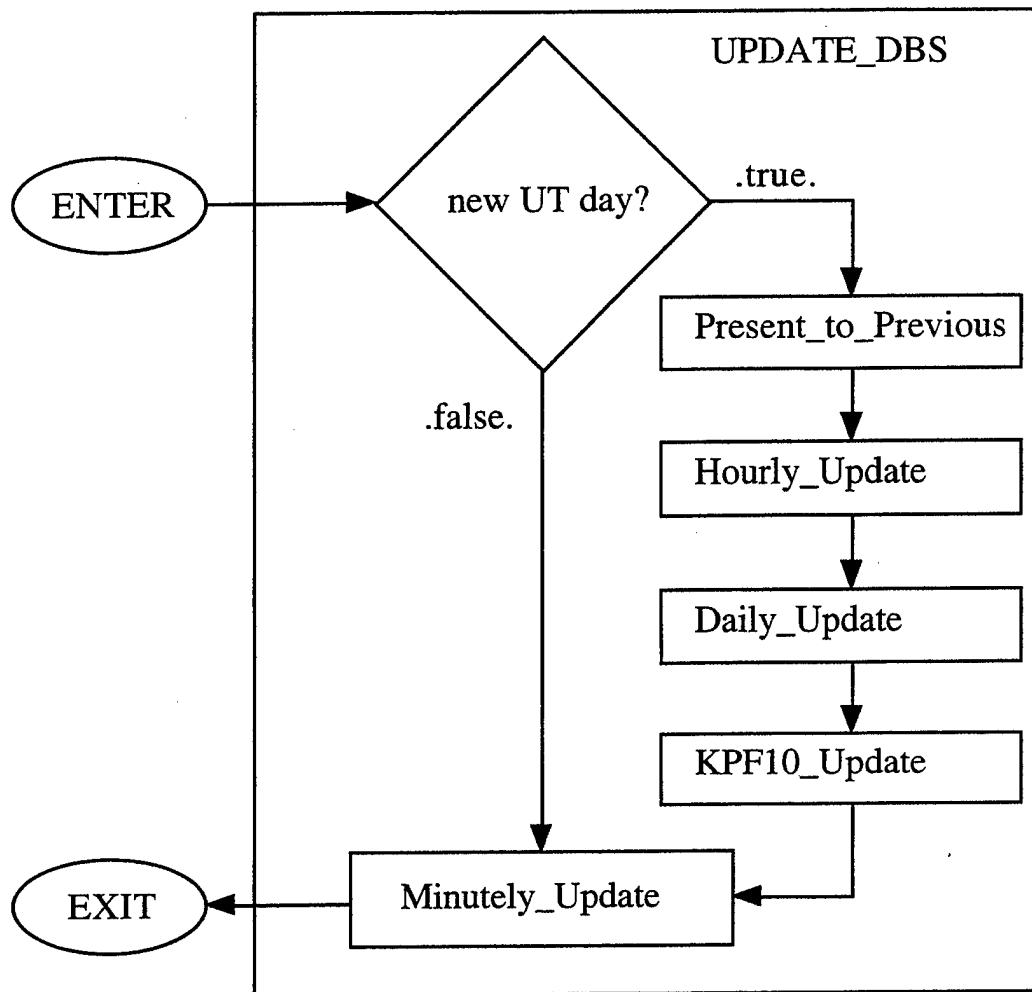 UPDATE_DBS
ENTER
new UT day?
.true.
Present_to_Previous
.false.
Hourly_Update
Daily_Update
KPF10_Update
Minutely_Update
EXIT